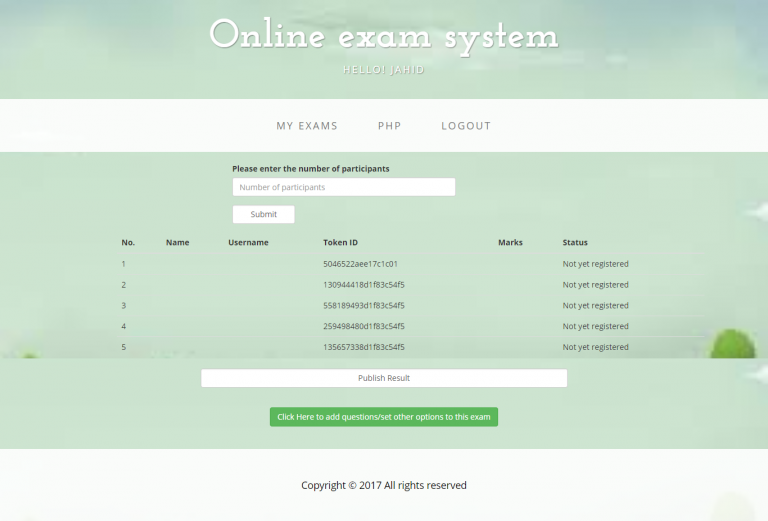 Online exam system
HELLO! JAHID
MY EXAMS PHP LOGOUT
Please enter the number of participants
Number of participants
Submit
No. Name Username Token ID Marks Status
1 5046522aee17c1c01 Not yet registered
2 130944418d1f83c54f5 Not yet registered
3 558189493d1f83c54f5 Not yet registered
4 259498480d1f83c54f5 Not yet registered
5 135657338d1f83c54f5 Not yet registered
Publish Result
Click Here to add questions/set other options to this exam
Copyright © 2017 All rights reserved